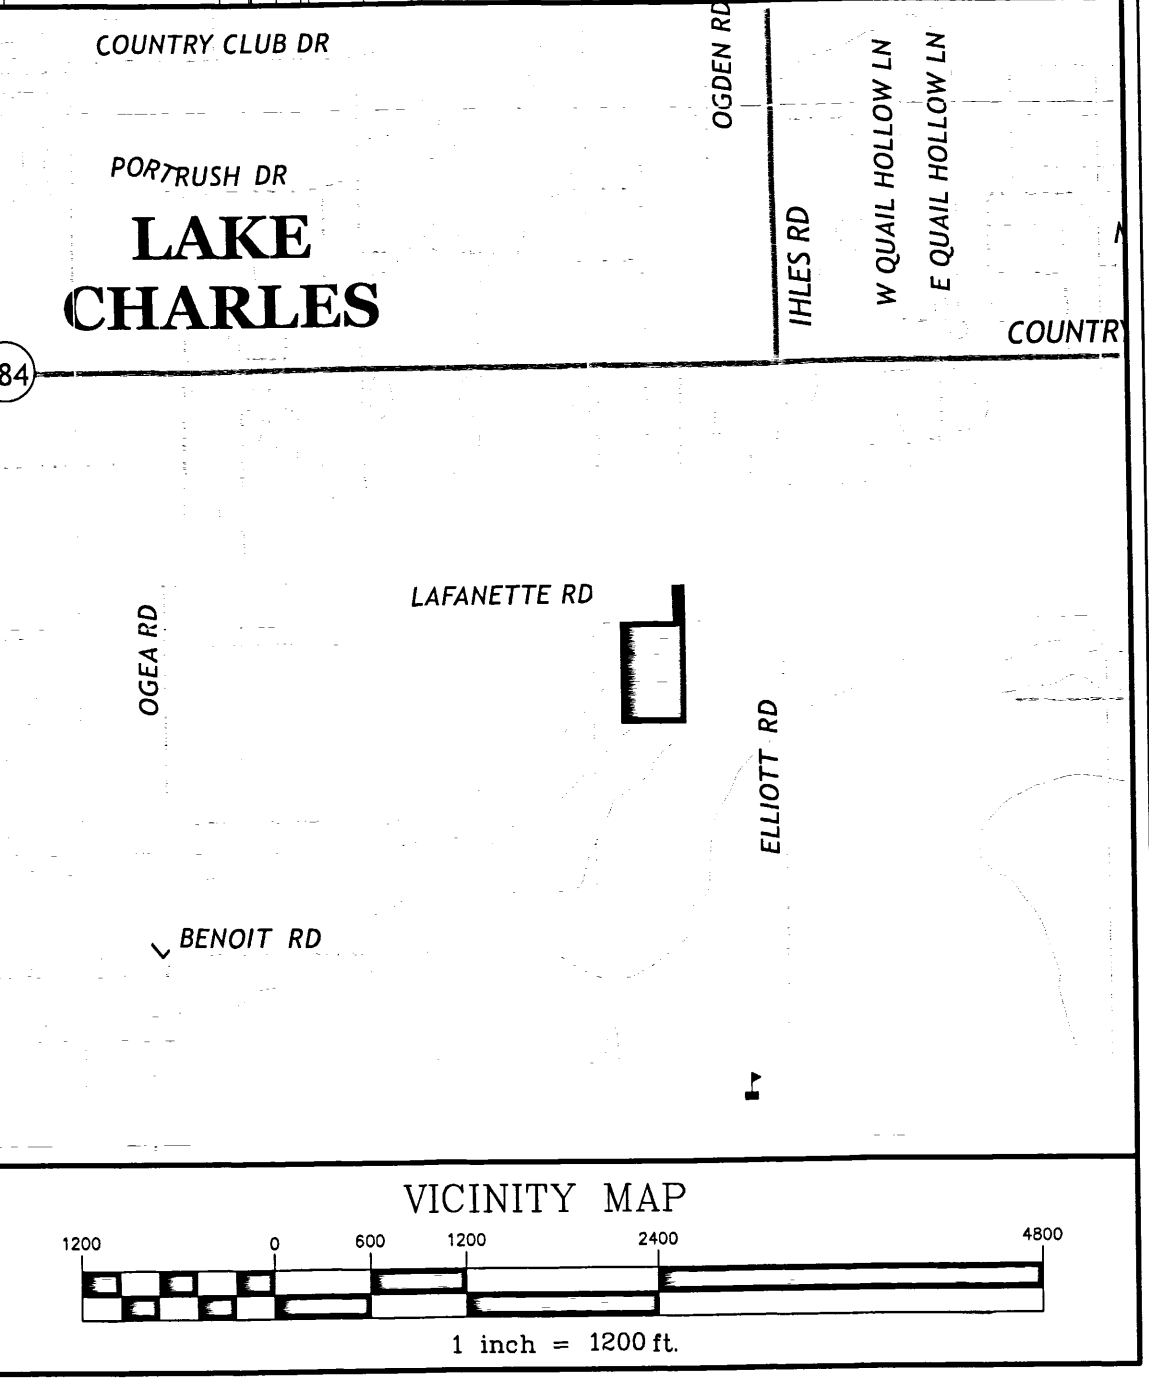 COUNTRY CLUB DR
OGDEN RD
W QUAIL HOLLOW LN
E QUAIL HOLLOW LN
PORTRUSH DR
LAKE
CHARLES
IHLES RD
COUNTRY
84
LAFANETTE RD
OGEA RD
ELLIOTT RD
BENOIT RD
VICINITY MAP
1200 0 600 1200 2400 4800
1 inch = 1200 ft.